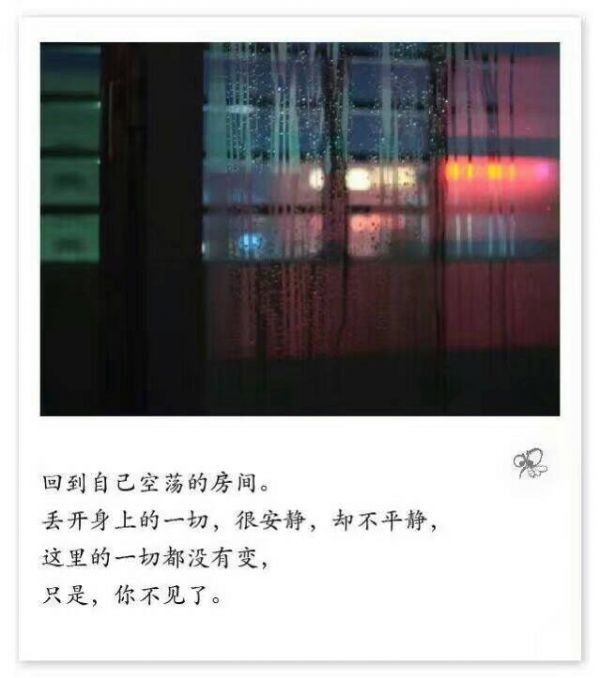 回到自己空荡的房间。
丢开身上的一切，很安静，却不平静，
这里的一切都没有变，
只是，你不见了。